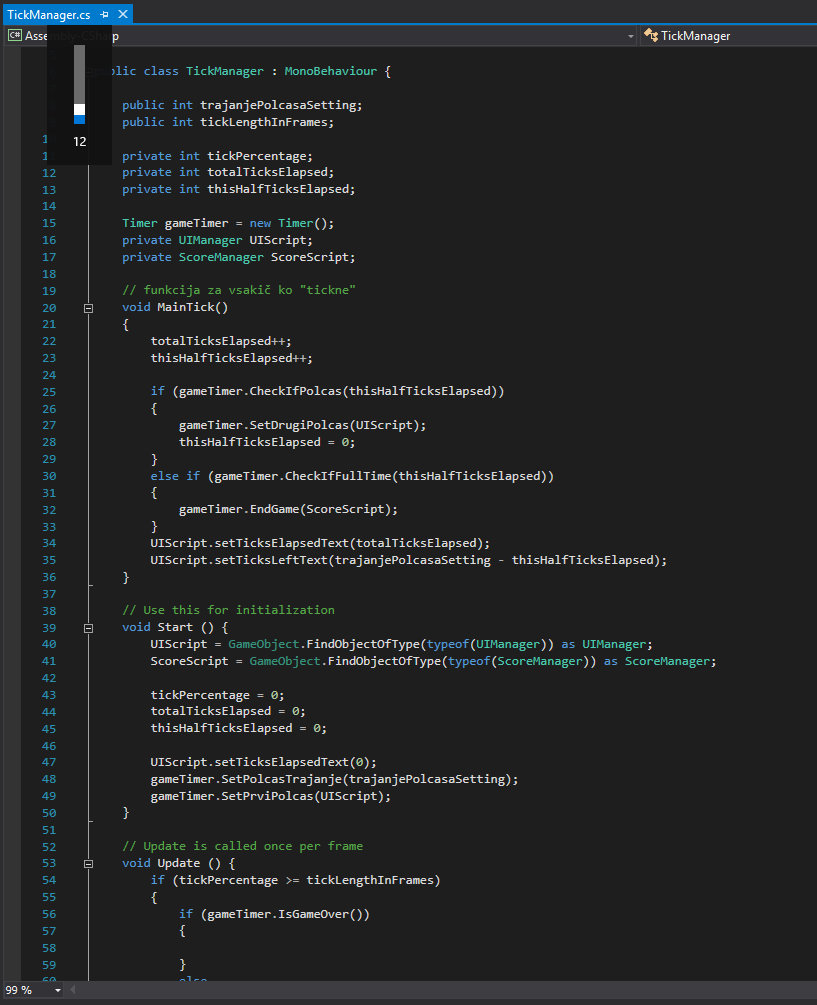 TickManager.cs
Assembly-CSharp
TickManager
12
public class TickManager : MonoBehaviour {
public int trajanjePolcasaSetting;
public int tickLengthInFrames;
private int tickPercentage;
12 private int totalTicksElapsed;
13 private int thisHalfTicksElapsed;
14
15 Timer gameTimer = new Timer();
16 private UIManager UIScript;
17 private ScoreManager ScoreScript;
18
19 // funkcija za vsakič ko "tickne"
20 void MainTick()
21 {
22 totalTicksElapsed++;
23 thisHalfTicksElapsed++;
24
25 if (gameTimer.CheckIfPolcas(thisHalfTicksElapsed))
26 {
27 gameTimer.SetDrugiPolcas(UIScript);
28 thisHalfTicksElapsed = 0;
29 }
30 else if (gameTimer.CheckIfFullTime(thisHalfTicksElapsed))
31 {
32 gameTimer.EndGame(ScoreScript);
33 }
34 UIScript.setTicksElapsedText(totalTicksElapsed);
35 UIScript.setTicksLeftText(trajanjePolcasaSetting - thisHalfTicksElapsed);
36 }
37
38 // Use this for initialization
39 void Start () {
40 UIScript = GameObject.FindObjectOfType(typeof(UIManager)) as UIManager;
41 ScoreScript = GameObject.FindObjectOfType(typeof(ScoreManager)) as ScoreManager;
42
43 tickPercentage = 0;
44 totalTicksElapsed = 0;
45 thisHalfTicksElapsed = 0;
46
47 UIScript.setTicksElapsedText(0);
48 gameTimer.SetPolcasTrajanje(trajanjePolcasaSetting);
49 gameTimer.SetPrviPolcas(UIScript);
50 }
51
52 // Update is called once per frame
53 void Update () {
54 if (tickPercentage >= tickLengthInFrames)
55 {
56 if (gameTimer.IsGameOver())
57 {
58
59 }
60 else
99 %